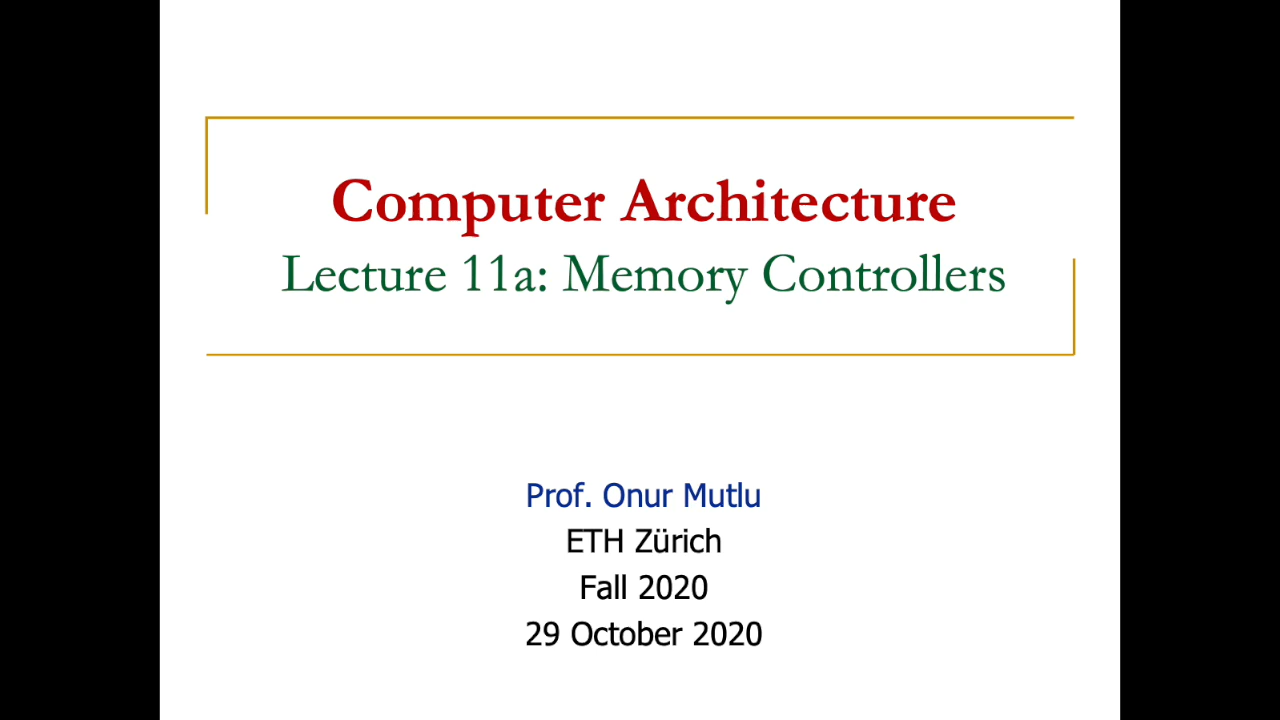 Computer Architecture
Lecture 11a: Memory Controllers
Prof. Onur Mutlu
ETH Zürich
Fall 2020
29 October 2020